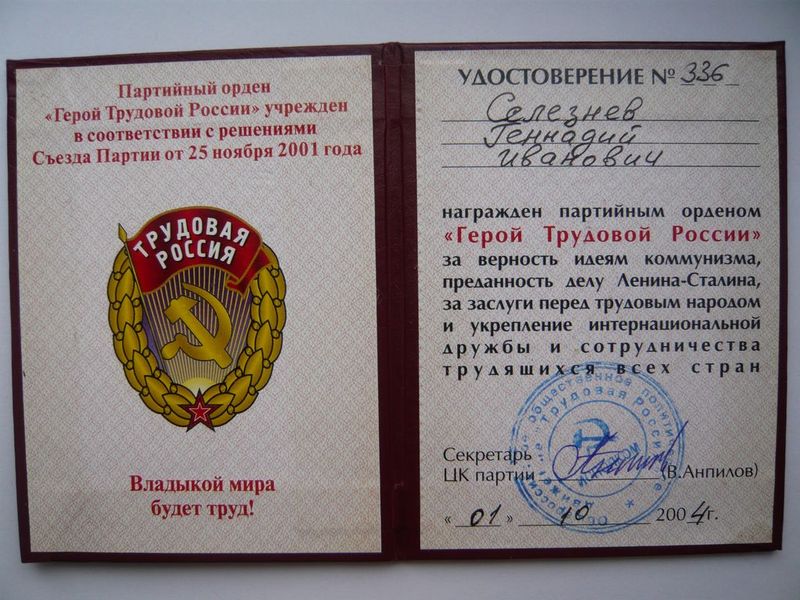 Партийный орден
«Герой Трудовой России» учрежден
в соответствии с решениями
Съезда Партии от 25 ноября 2001 года
ТРУДОВАЯ
РОССИЯ
Владыкой мира
будет труд!
УДОСТОВЕРЕНИЕ № 336
Селезнев
Геннадий
Иванович
награжден партийным орденом
«Герой Трудовой России»
за верность идеям коммунизма,
преданность делу Ленина-Сталина,
за заслуги перед трудовым народом
и укрепление интернациональной
дружбы и сотрудничества
трудящихся всех стран
Секретарь
ЦК партии (В.Анпилов)
« 01 » 10 2004г.
общественное
движение
Трудовая Россия